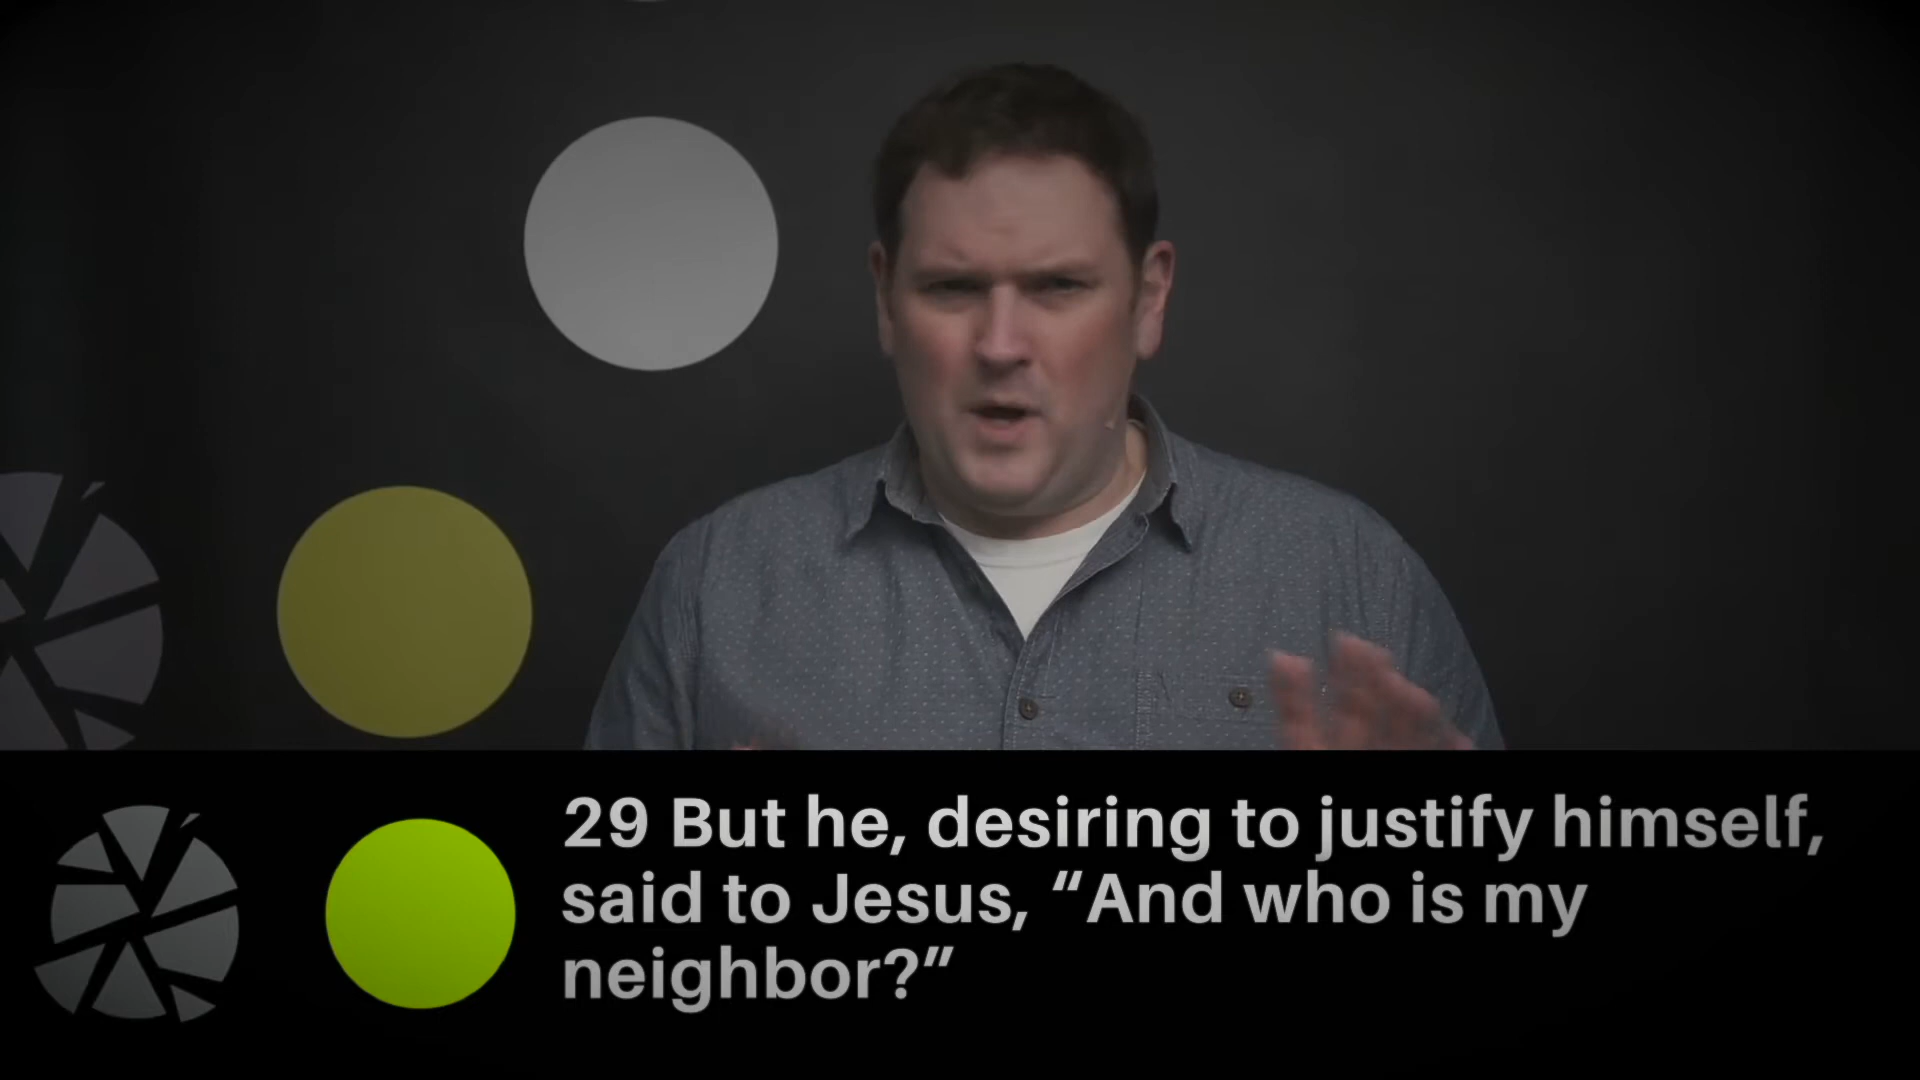 29 But he, desiring to justify himself,
said to Jesus, “And who is my
neighbor?”